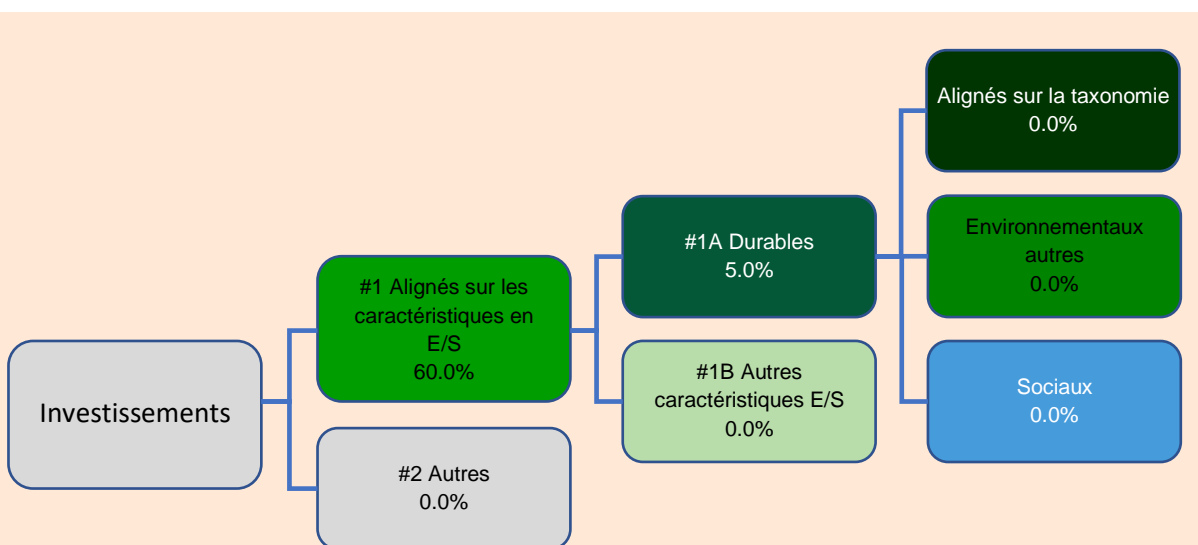 Investissements
#1 Alignés sur les
caractéristiques en
E/S
60.0%
#2 Autres
0.0%
#1A Durables
5.0%
#1B Autres
caractéristiques E/S
0.0%
Alignés sur la taxonomie
0.0%
Environnementaux
autres
0.0%
Sociaux
0.0%